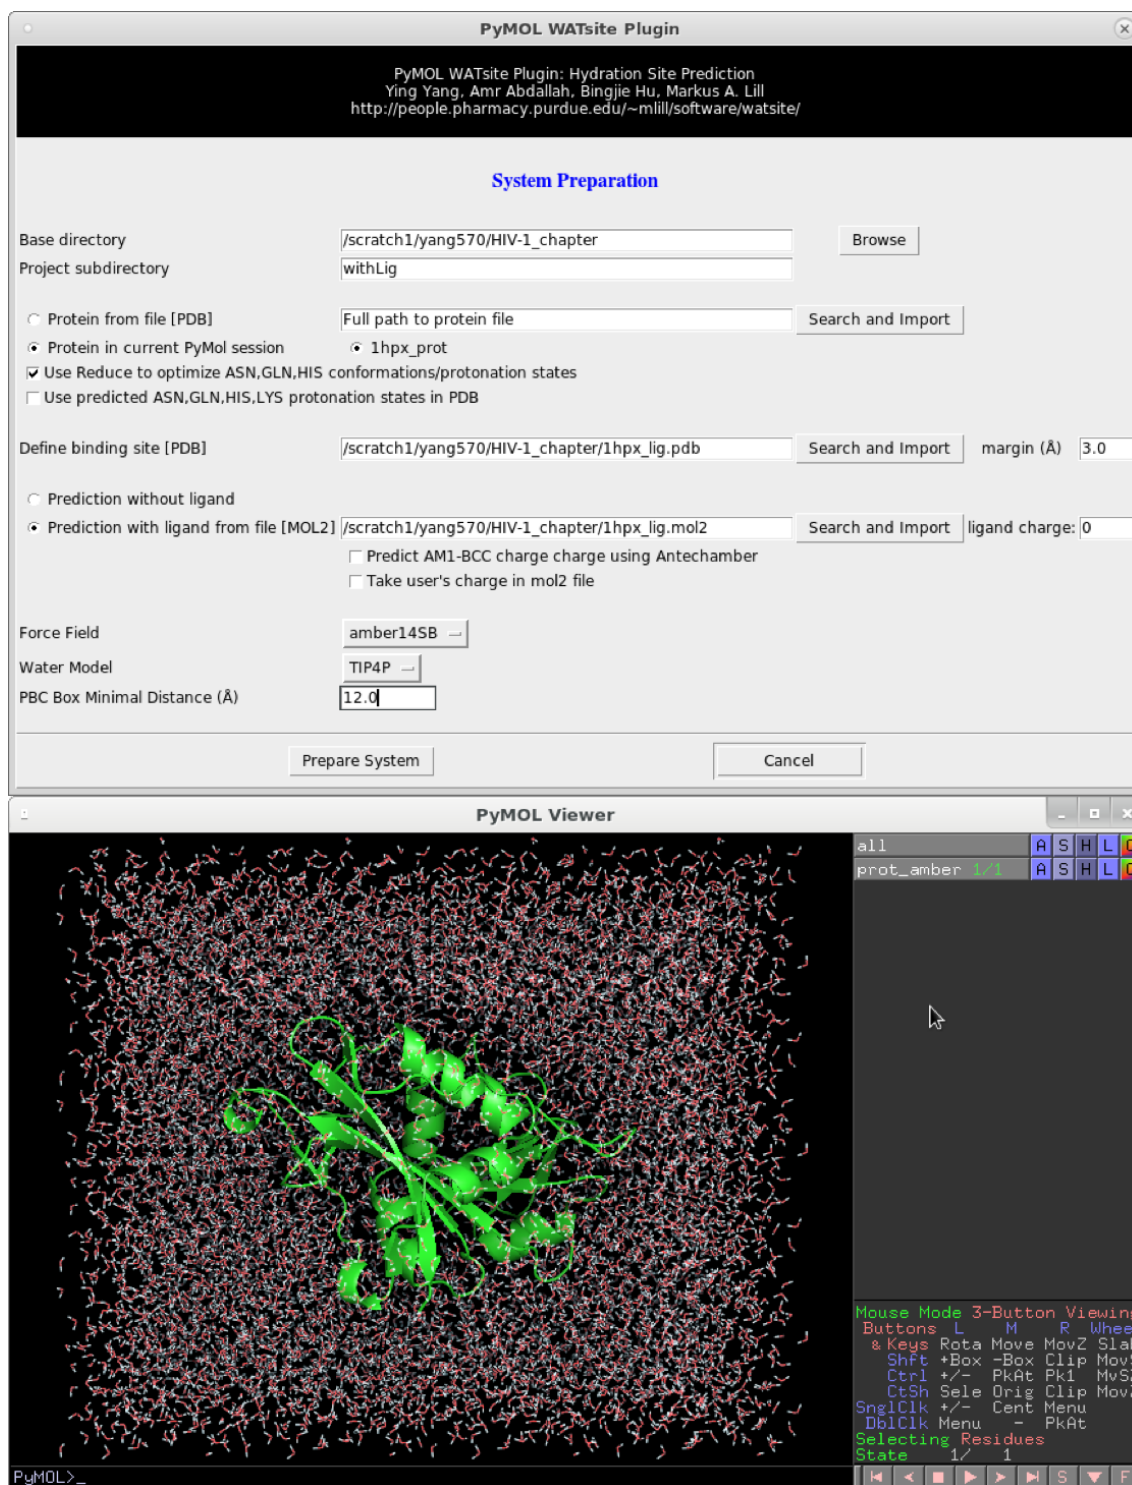 PyMOL WATsite Plugin
PyMOL WATsite Plugin: Hydration Site Prediction
Ying Yang, Amr Abdallah, Bingjie Hu, Markus A. Lill
http://people.pharmacy.purdue.edu/~mlill/software/watsite/
System Preparation
Base directory /scratch1/yang570/HIV-1_chapter Browse
Project subdirectory withLig
Protein from file [PDB] Full path to protein file Search and Import
Protein in current PyMol session 1hpx_prot
Use Reduce to optimize ASN,GLN,HIS conformations/protonation states
Use predicted ASN,GLN,HIS,LYS protonation states in PDB
Define binding site [PDB] /scratch1/yang570/HIV-1_chapter/1hpx_lig.pdb Search and Import margin (Å) 3.0
Prediction without ligand
Prediction with ligand from file [MOL2] /scratch1/yang570/HIV-1_chapter/1hpx_lig.mol2 Search and Import ligand charge: 0
Predict AM1-BCC charge charge using Antechamber
Take user's charge in mol2 file
Force Field amber14SB
Water Model TIP4P
PBC Box Minimal Distance (Å) 12.0
Prepare System Cancel
PyMOL Viewer
all A S H L C
prot_amber 1/1 A S H L C
Mouse Mode 3-Button Viewing
Buttons L M R Whee
& Keys Rota Move MovZ Sla
Shft +Box -Box Clip Mov
Ctrl +/- PkAt Pk1 MvS
CtSh Sele Orig Clip Mov
SnglClk +/- Cent Menu
DblClk Menu - PkAt
Selecting Residues
State 1/ 1
PyMOL>_ S F